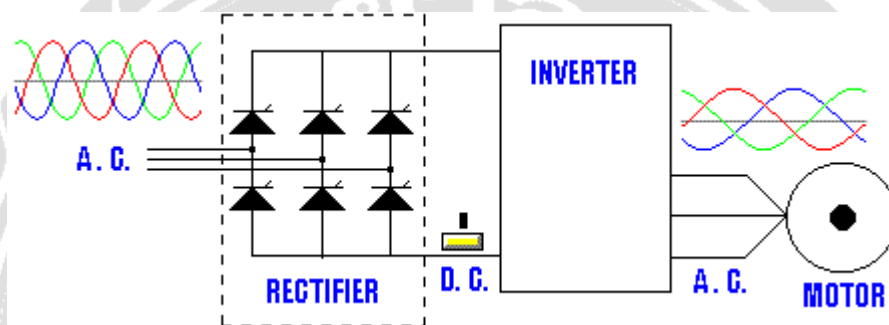 INVERTER
A.C.
RECTIFIER
D.C.
A.C.
MOTOR